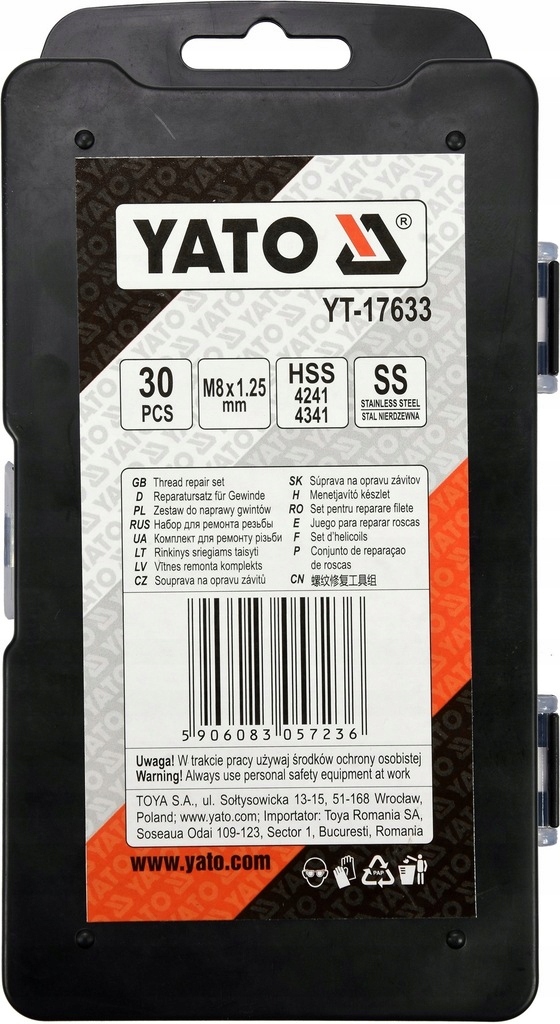 YATO ®
YT-17633
30
PCS
M8 x 1.25
mm
HSS
4241
4341
SS
STAINLESS STEEL
STAL NIERDZEWNA
GB Thread repair set
D Reparatursatz für Gewinde
PL Zestaw do naprawy gwintów
RUS Набор для ремонта резьбы
UA Комплект для ремонту різьби
LT Rinkinys sriegiams taisyti
LV Vītnes remonta komplekts
CZ Souprava na opravu závitů
SK Súprava na opravu závitov
H Menetjavító készlet
RO Set pentru reparare filete
E Juego para reparar roscas
F Set d'helicoils
P Conjunto de reparaçao
de roscas
CN 螺纹修复工具组
5 906083 057236
Uwaga! W trakcie pracy używaj środków ochrony osobistej
Warning! Always use personal safety equipment at work
TOYA S.A., ul. Sołtysowicka 13-15, 51-168 Wrocław,
Poland; www.yato.com; Importator: Toya Romania SA,
Soseaua Odai 109-123, Sector 1, Bucuresti, Romania
www.yato.com
PAP